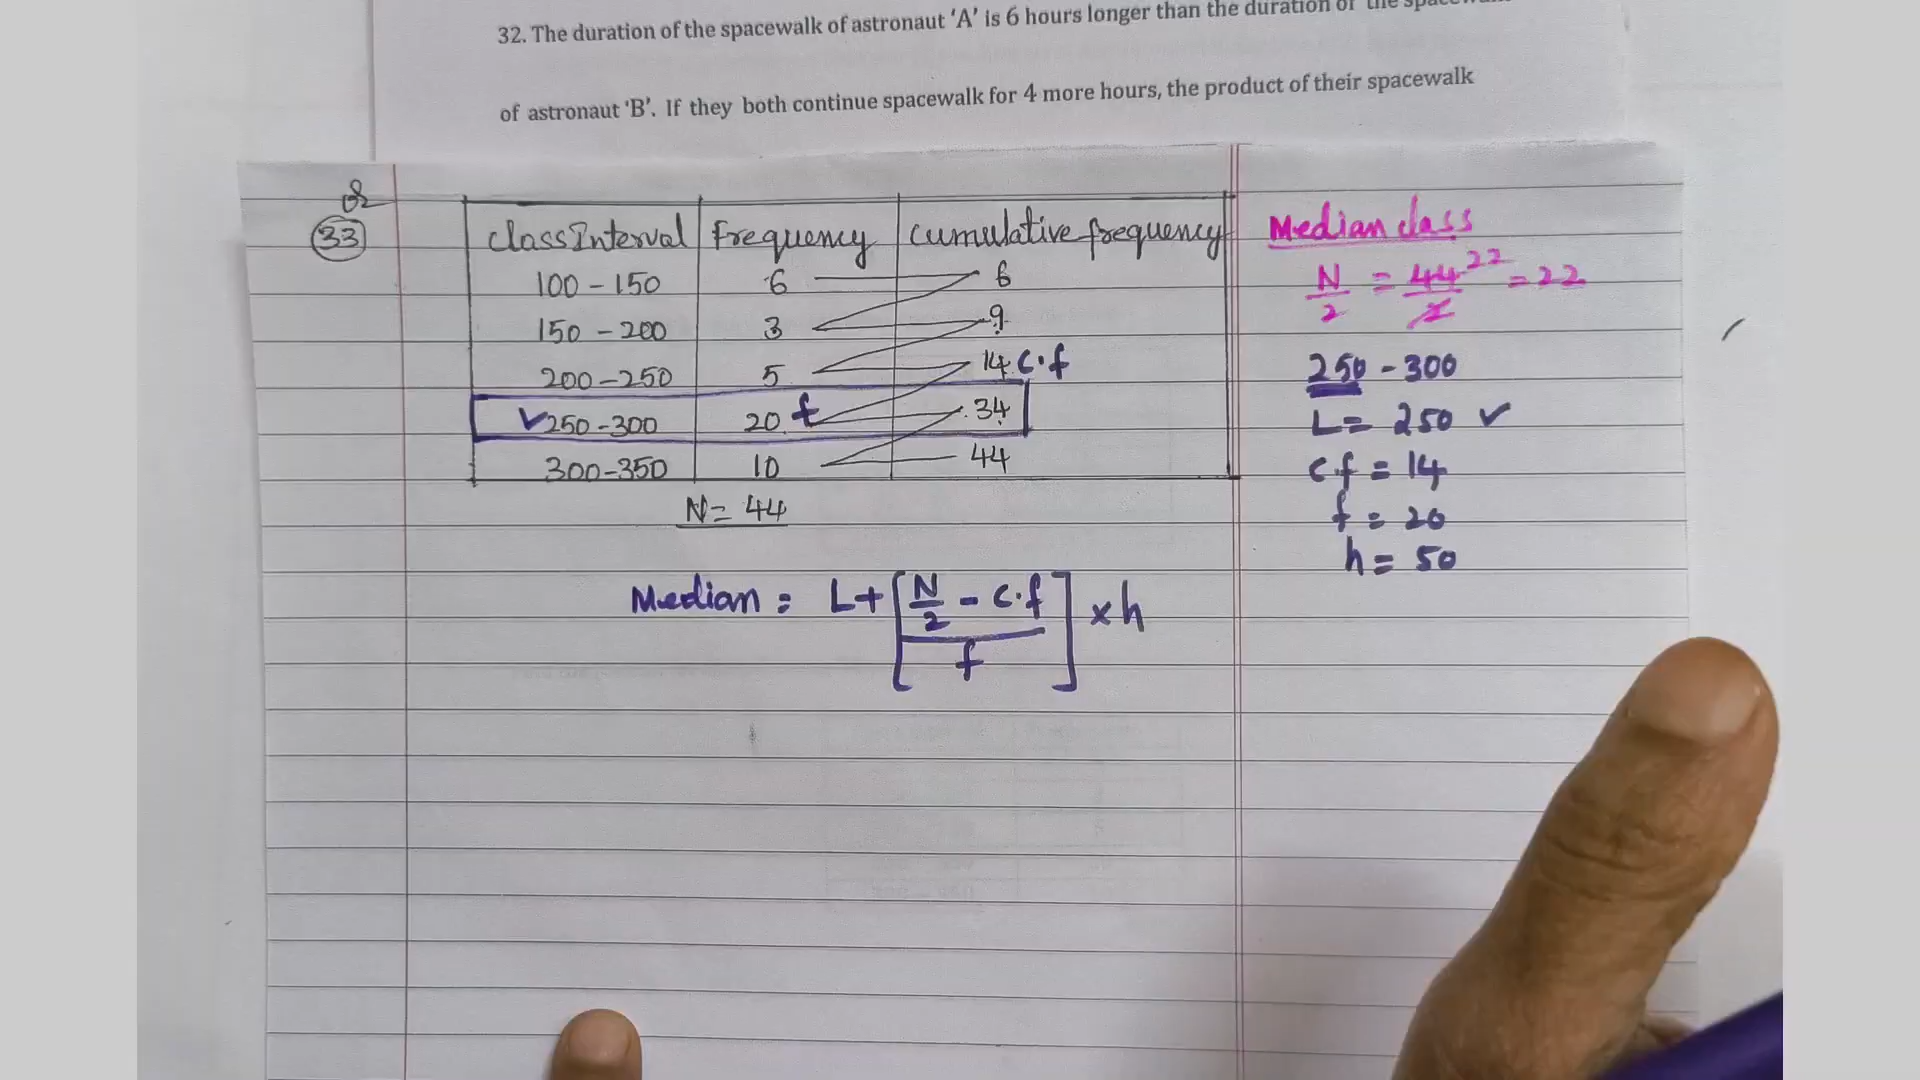 32. The duration of the spacewalk of astronaut ‘A’ is 6 hours longer than the duration of the
of astronaut ‘B’. If they both continue spacewalk for 4 more hours, the product of their spacewalk
33
Class Interval Frequency Cumulative frequency
100 - 150 6 6
150 - 200 3 9
200 - 250 5 14 c.f
✓250 - 300 20 f 34
300 - 350 10 44
N = 44
Median = L + [N/2 - c.f / f] × h
Median class
N/2 = 44/2 22 = 22
250 - 300
L = 250 ✓
c.f = 14
f = 20
h = 50